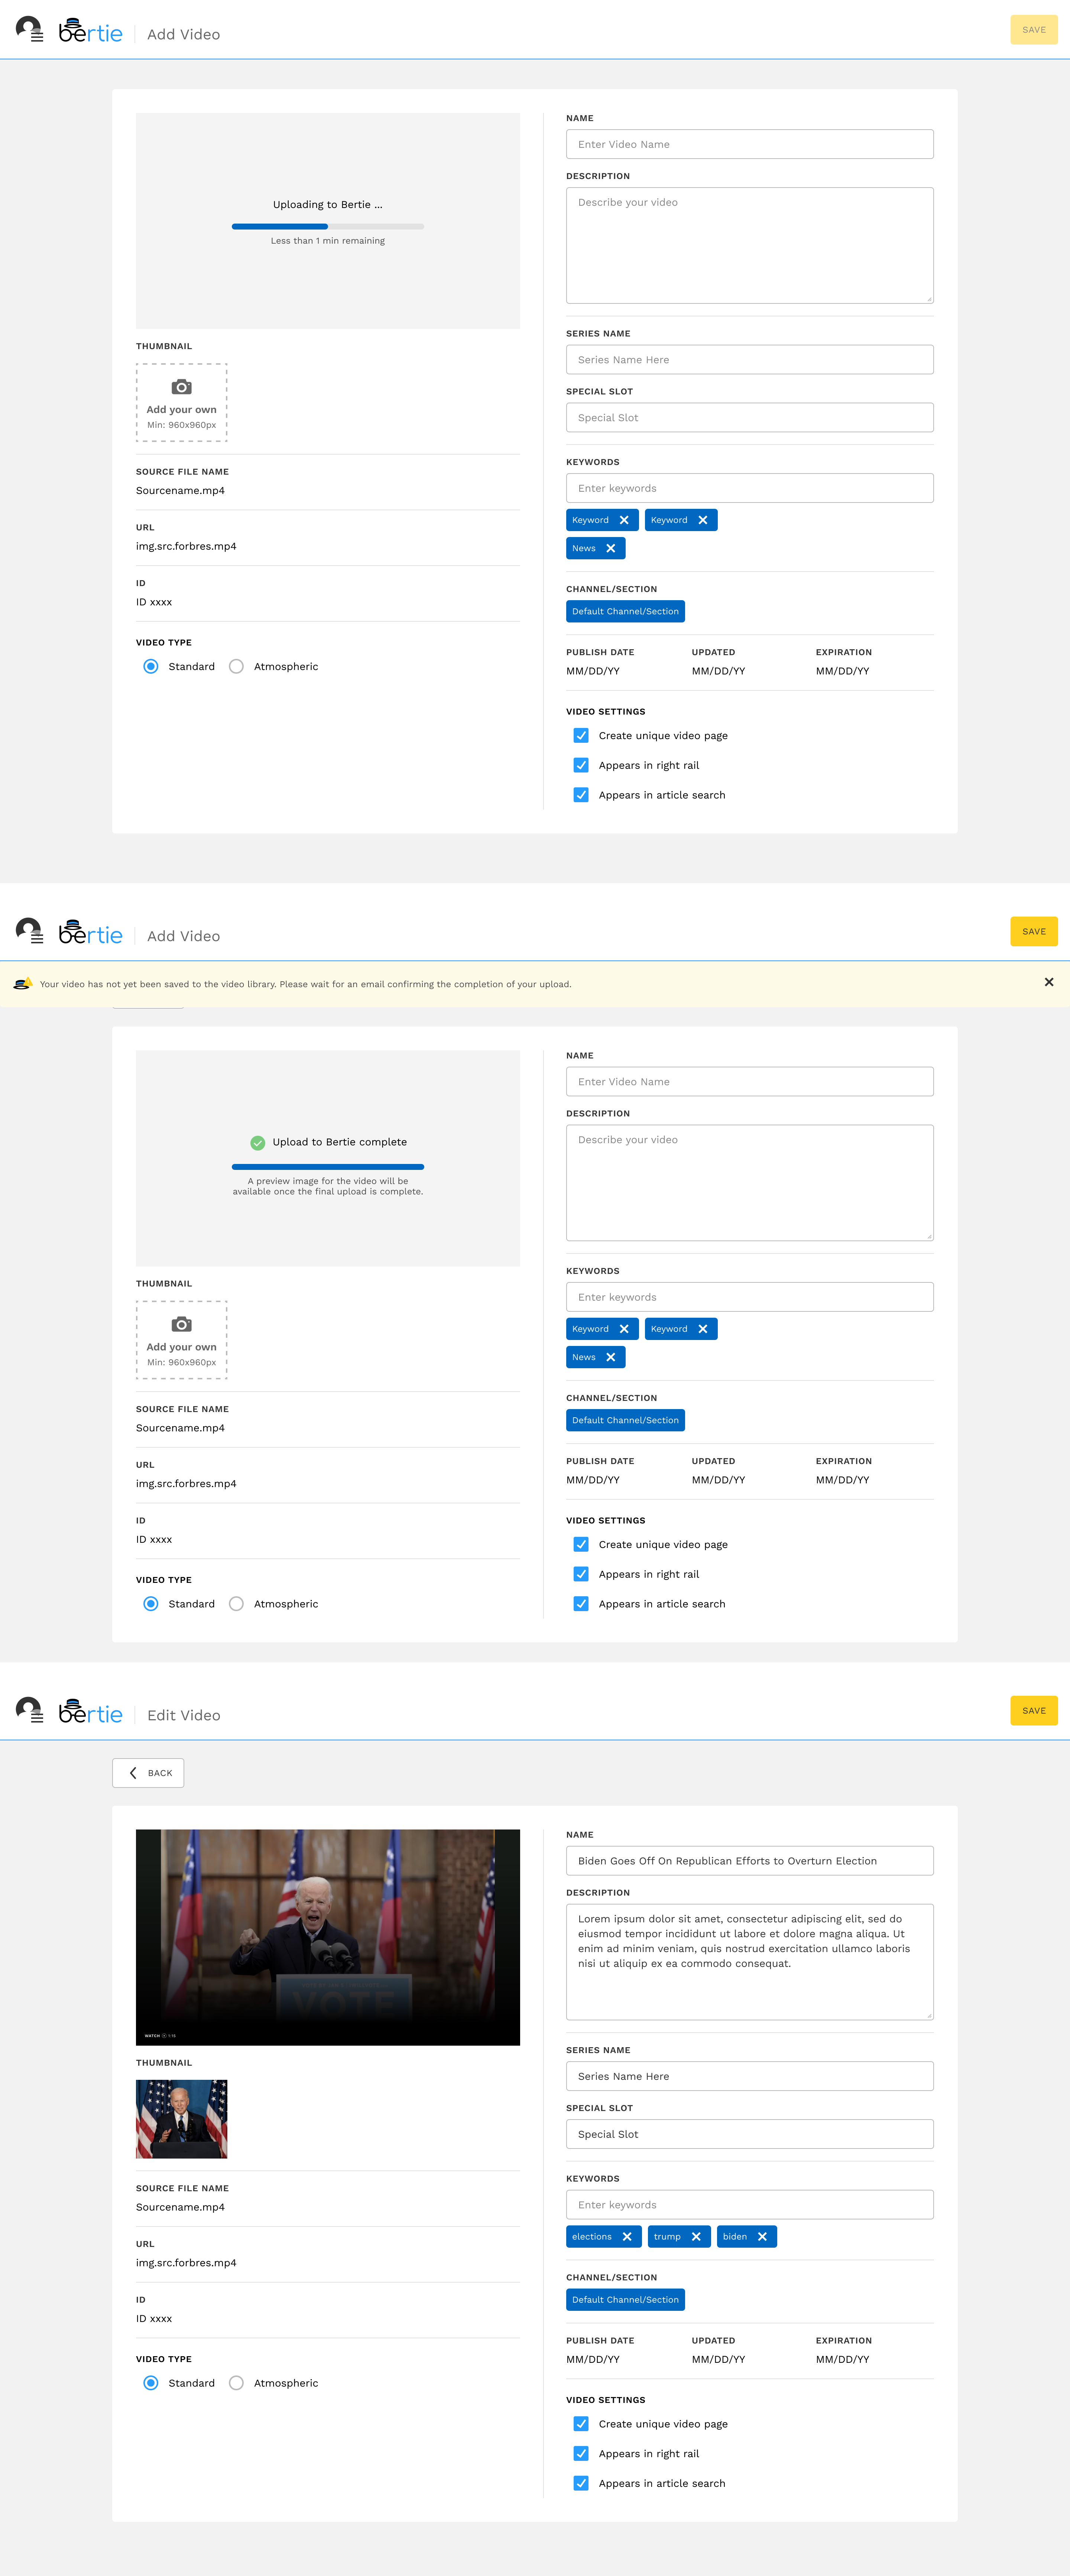 bertie
Add Video
SAVE
Uploading to Bertie ...
Less than 1 min remaining
THUMBNAIL
Add your own
Min: 960x960px
SOURCE FILE NAME
Sourcename.mp4
URL
img.src.forbres.mp4
ID
ID xxxx
VIDEO TYPE
Standard Atmospheric
NAME
Enter Video Name
DESCRIPTION
Describe your video
SERIES NAME
Series Name Here
SPECIAL SLOT
Special Slot
KEYWORDS
Enter keywords
Keyword Keyword
News
CHANNEL/SECTION
Default Channel/Section
PUBLISH DATE UPDATED EXPIRATION
MM/DD/YY MM/DD/YY MM/DD/YY
VIDEO SETTINGS
Create unique video page
Appears in right rail
Appears in article search
bertie
Add Video
SAVE
Your video has not yet been saved to the video library. Please wait for an email confirming the completion of your upload.
Upload to Bertie complete
A preview image for the video will be
available once the final upload is complete.
THUMBNAIL
Add your own
Min: 960x960px
SOURCE FILE NAME
Sourcename.mp4
URL
img.src.forbres.mp4
ID
ID xxxx
VIDEO TYPE
Standard Atmospheric
NAME
Enter Video Name
DESCRIPTION
Describe your video
KEYWORDS
Enter keywords
Keyword Keyword
News
CHANNEL/SECTION
Default Channel/Section
PUBLISH DATE UPDATED EXPIRATION
MM/DD/YY MM/DD/YY MM/DD/YY
VIDEO SETTINGS
Create unique video page
Appears in right rail
Appears in article search
bertie
Edit Video
SAVE
BACK
VOTE
WATCH 1:15
THUMBNAIL
SOURCE FILE NAME
Sourcename.mp4
URL
img.src.forbres.mp4
ID
ID xxxx
VIDEO TYPE
Standard Atmospheric
NAME
Biden Goes Off On Republican Efforts to Overturn Election
DESCRIPTION
Lorem ipsum dolor sit amet, consectetur adipiscing elit, sed do
eiusmod tempor incididunt ut labore et dolore magna aliqua. Ut
enim ad minim veniam, quis nostrud exercitation ullamco laboris
nisi ut aliquip ex ea commodo consequat.
SERIES NAME
Series Name Here
SPECIAL SLOT
Special Slot
KEYWORDS
Enter keywords
elections trump biden
CHANNEL/SECTION
Default Channel/Section
PUBLISH DATE UPDATED EXPIRATION
MM/DD/YY MM/DD/YY MM/DD/YY
VIDEO SETTINGS
Create unique video page
Appears in right rail
Appears in article search